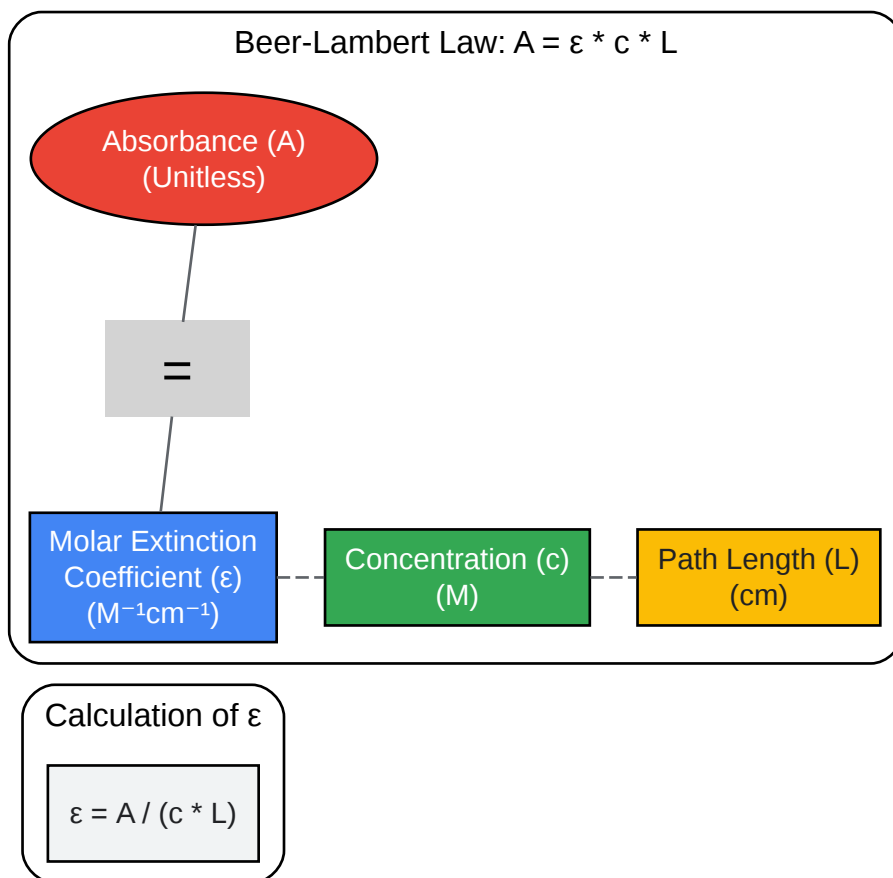 Beer-Lambert Law: A = ε * c * L
Absorbance (A)
(Unitless)
=
Molar Extinction
Coefficient (ε)
(M⁻¹cm⁻¹)
Concentration (c)
(M)
Path Length (L)
(cm)
Calculation of ε
ε = A / (c * L)